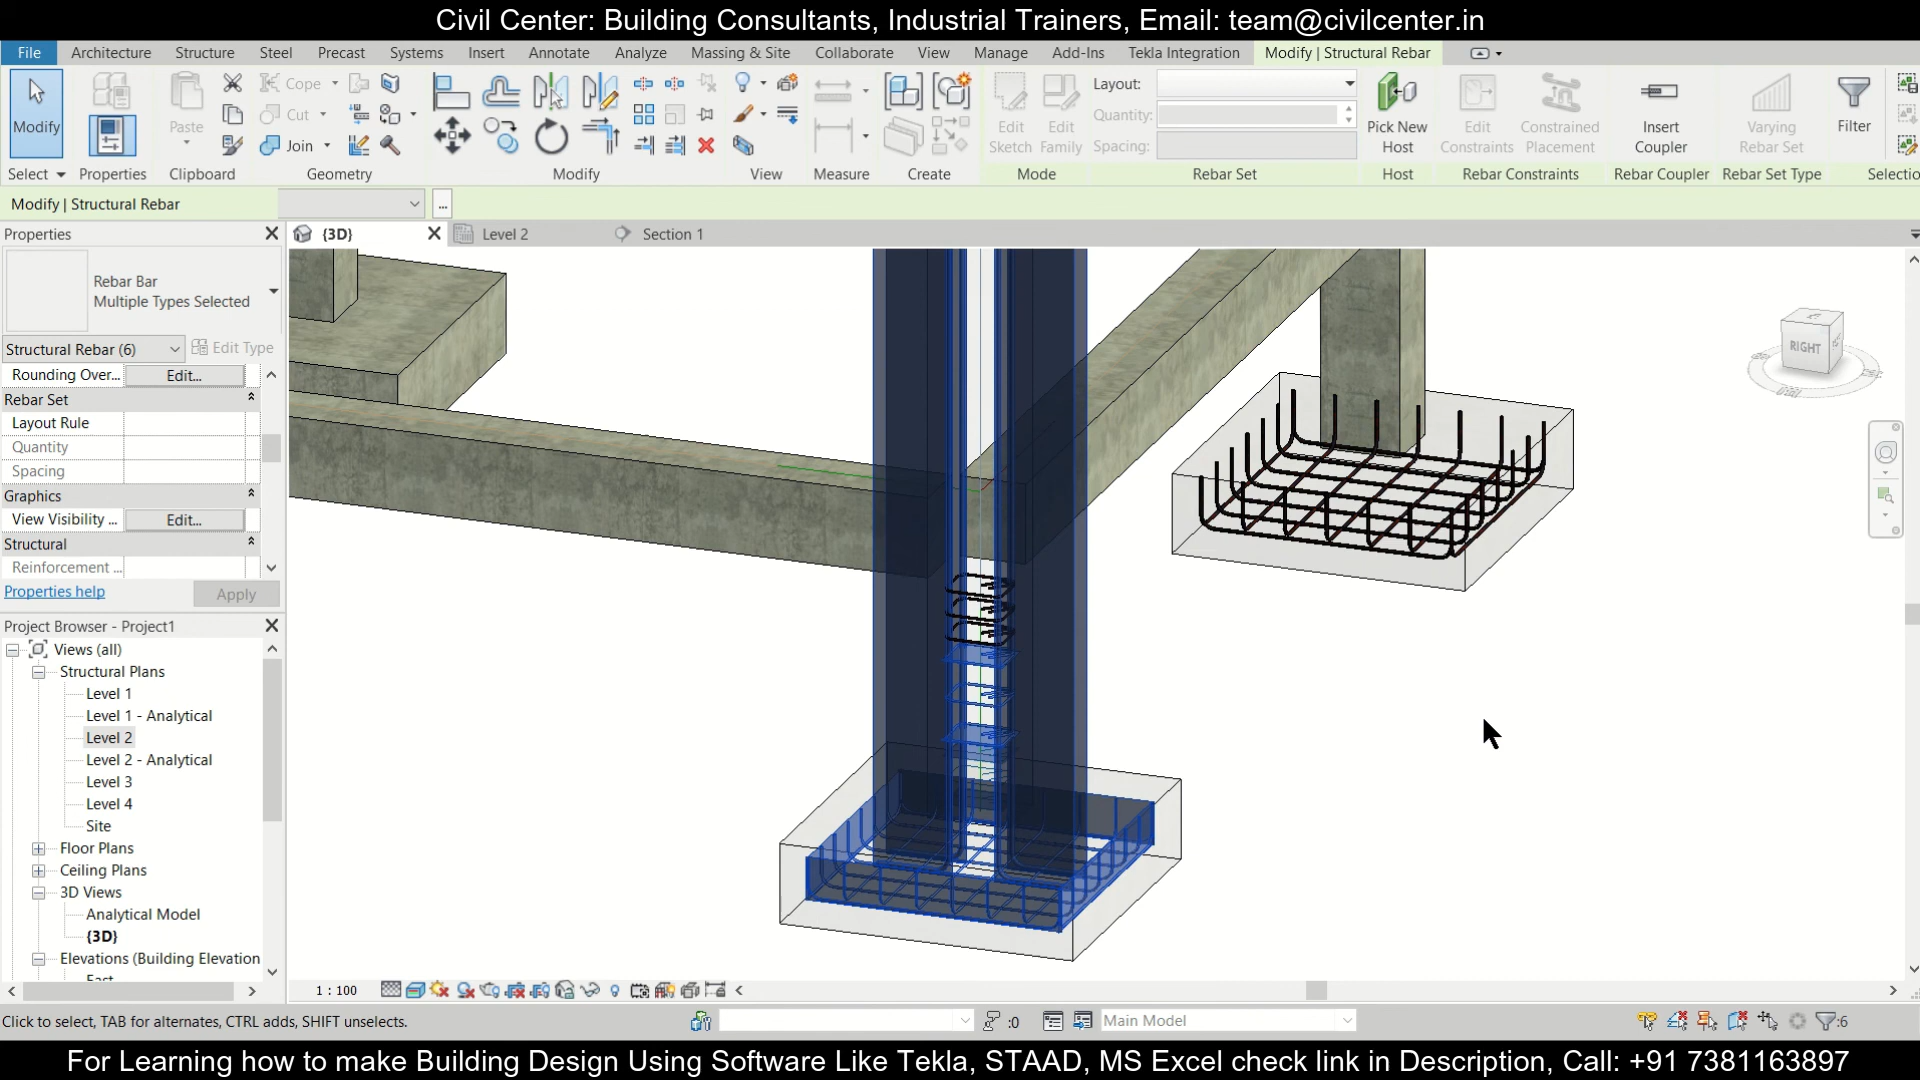 Civil Center: Building Consultants, Industrial Trainers, Email: team@civilcenter.in
File Architecture Structure Steel Precast Systems Insert Annotate Analyze Massing & Site Collaborate View Manage Add-Ins Tekla Integration Modify | Structural Rebar
Modify Paste Cope Cut Join
Edit Sketch Edit Family
Layout:
Quantity:
Spacing:
Pick New Host Edit Constraints Constrained Placement Insert Coupler Varying Rebar Set Filter
Select Properties Clipboard Geometry Modify View Measure Create Mode Rebar Set Host Rebar Constraints Rebar Coupler Rebar Set Type Selectio
Modify | Structural Rebar ...
Properties {3D} Level 2 Section 1
Rebar Bar
Multiple Types Selected
Structural Rebar (6) Edit Type
Rounding Over... Edit...
Rebar Set
Layout Rule
Quantity
Spacing
Graphics
View Visibility ... Edit...
Structural
Reinforcement ...
Properties help Apply
RIGHT
Project Browser - Project1
Views (all)
Structural Plans
Level 1
Level 1 - Analytical
Level 2
Level 2 - Analytical
Level 3
Level 4
Site
Floor Plans
Ceiling Plans
3D Views
Analytical Model
{3D}
Elevations (Building Elevation
1 : 100
Click to select, TAB for alternates, CTRL adds, SHIFT unselects. :0 Main Model :6
For Learning how to make Building Design Using Software Like Tekla, STAAD, MS Excel check link in Description, Call: +91 7381163897